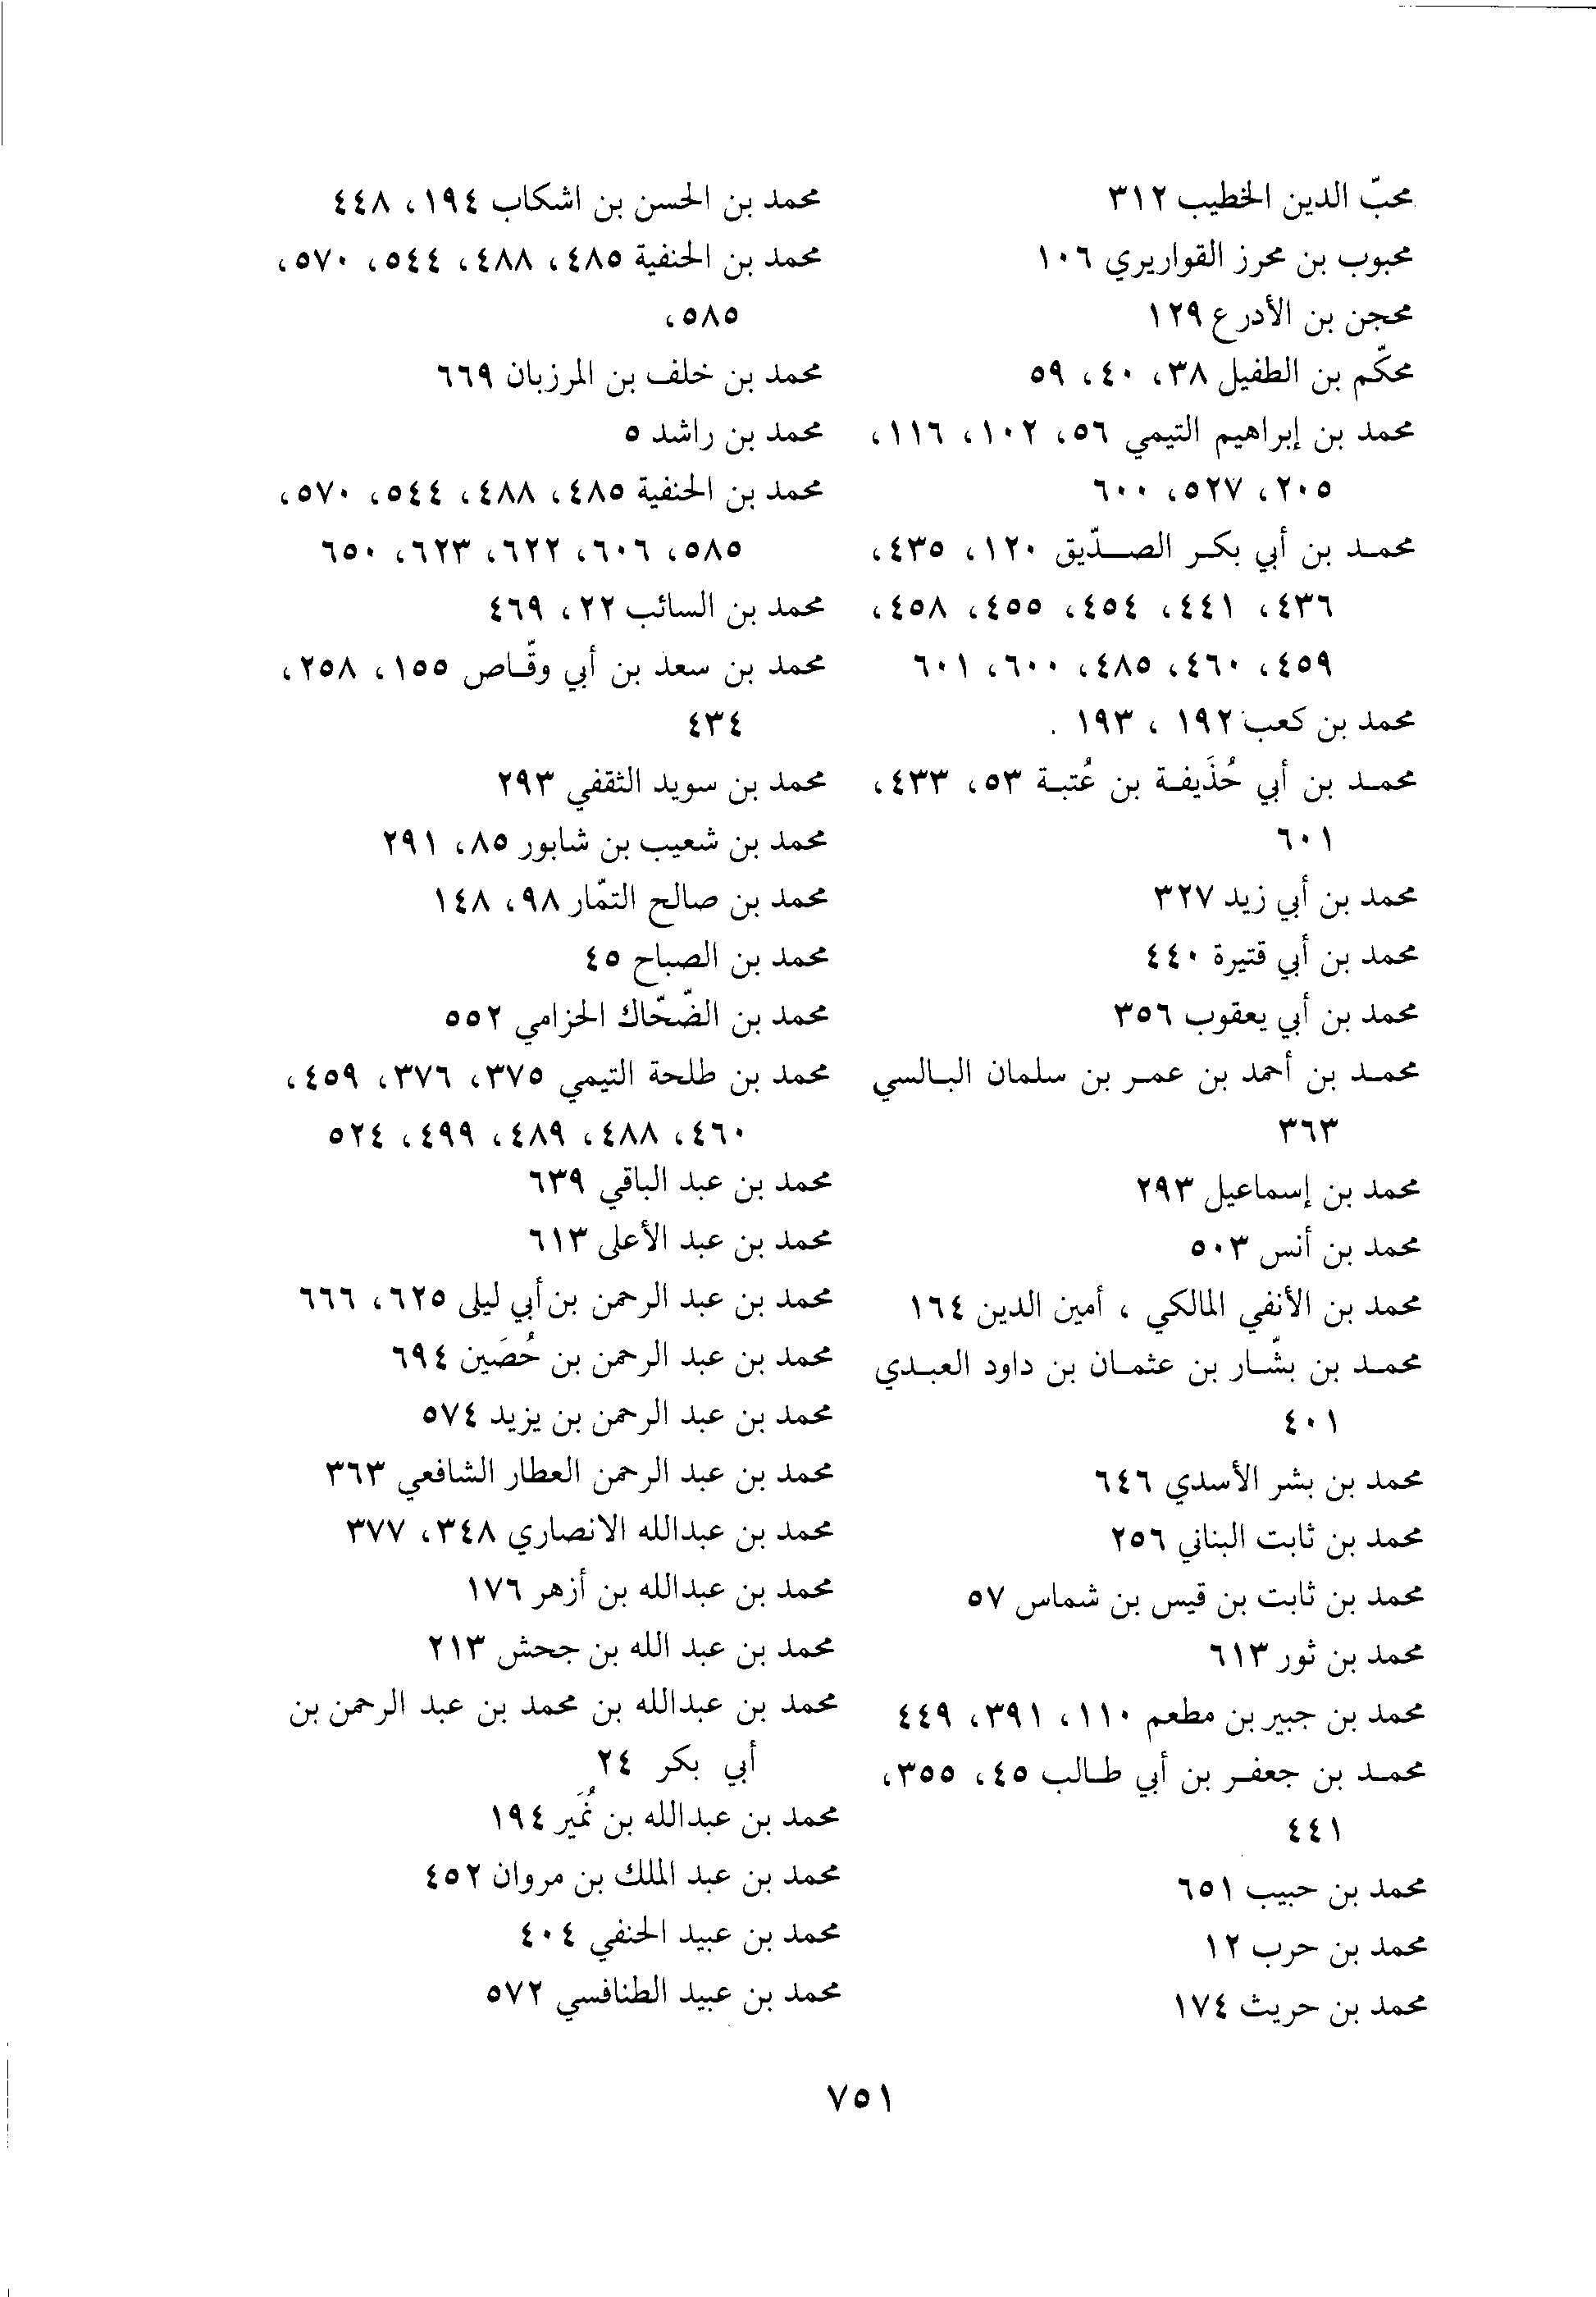 محبّ الدين الخطيب ٣١٢
محبوب بن محرز القواريري ١٠٦
محجن بن الأدرع ١٢٩
محكّم بن الطفيل ٣٨، ٤٠، ٥٩
محمد بن إبراهيم التيمي ٥٦، ١٠٢، ١١٦،
٢٠٥، ٥٢٧، ٦٠٠
محمد بن أبي بكر الصدّيق ١٢٠، ٤٣٥،
٤٣٦، ٤٤١، ٤٥٤، ٤٥٥، ٤٥٨،
٤٥٩، ٤٦٠، ٤٨٥، ٦٠٠، ٦٠١
محمد بن كعب ١٩٢ ، ١٩٣ .
محمد بن أبي حُذَيفة بن عُتبة ٥٣، ٤٣٣،
٦٠١
محمد بن أبي زيد ٣٢٧
محمد بن أبي قتيرة ٤٤٠
محمد بن أبي يعقوب ٣٥٦
محمد بن أحمد بن عمر بن سلمان البالسي
٣٦٣
محمد بن إسماعيل ٢٩٣
محمد بن أنس ٥٠٣
محمد بن الأنفي المالكي ، أمين الدين ١٦٤
محمد بن بشّار بن عثمان بن داود العبدي
٤٠١
محمد بن بشر الأسدي ٦٤٦
محمد بن ثابت البناني ٢٥٦
محمد بن ثابت بن قيس بن شماس ٥٧
محمد بن ثور ٦١٣
محمد بن جبير بن مطعم ١١٠، ٣٩١، ٤٤٩
محمد بن جعفر بن أبي طالب ٤٥، ٣٥٥،
٤٤١
محمد بن حبيب ٦٥١
محمد بن حرب ١٢
محمد بن حريث ١٧٤
محمد بن الحسن بن اشكاب ١٩٤، ٤٤٨
محمد بن الحنفية ٤٨٥، ٤٨٨، ٥٤٤، ٥٧٠،
٥٨٥،
محمد بن خلف بن المرزبان ٦٦٩
محمد بن راشد ٥
محمد بن الحنفية ٤٨٥، ٤٨٨، ٥٤٤، ٥٧٠،
٥٨٥، ٦٠٦، ٦٢٢، ٦٢٣، ٦٥٠
محمد بن السائب ٢٢، ٤٦٩
محمد بن سعد بن أبي وقّاص ١٥٥، ٢٥٨،
٤٣٤
محمد بن سويد الثقفي ٢٩٣
محمد بن شعيب بن شابور ٨٥، ٢٩١
محمد بن صالح التمّار ٩٨، ١٤٨
محمد بن الصباح ٤٥
محمد بن الضّحّاك الحزامي ٥٥٢
محمد بن طلحة التيمي ٣٧٥، ٣٧٦، ٤٥٩،
٤٦٠، ٤٨٨، ٤٨٩، ٤٩٩، ٥٢٤
محمد بن عبد الباقي ٦٣٩
محمد بن عبد الأعلى ٦١٣
محمد بن عبد الرحمن بن أبي ليلى ٦٢٥، ٦٦٦
محمد بن عبد الرحمن بن حُصَين ٦٩٤
محمد بن عبد الرحمن بن يزيد ٥٧٤
محمد بن عبد الرحمن العطار الشافعي ٣٦٣
محمد بن عبدالله الانصاري ٣٤٨، ٣٧٧
محمد بن عبدالله بن أزهر ١٧٦
محمد بن عبد الله بن جحش ٢١٣
محمد بن عبدالله بن محمد بن عبد الرحمن بن
أبي بكر ٢٤
محمد بن عبدالله بن نُمَير ١٩٤
محمد بن عبد الملك بن مروان ٤٥٢
محمد بن عبيد الحنفي ٤٠٤
محمد بن عبيد الطنافسي ٥٧٢
٧٥١